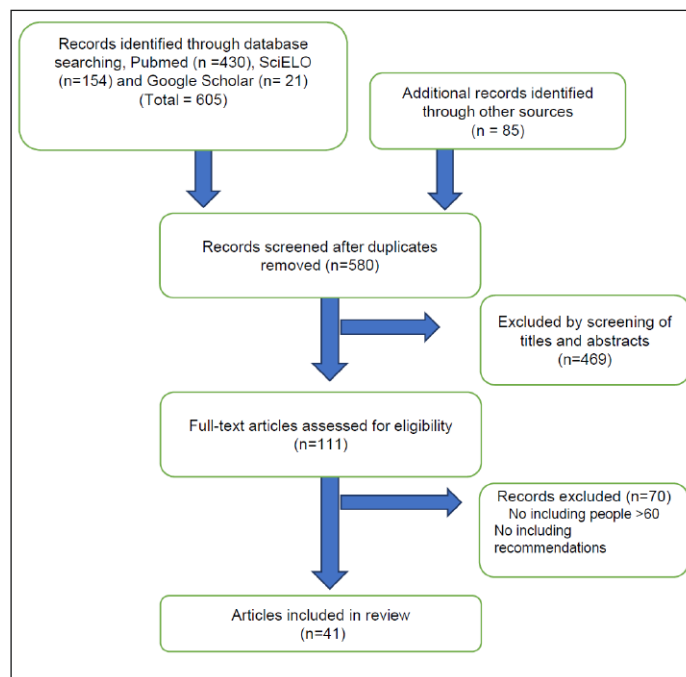 Records identified through database
searching, Pubmed (n =430), SciELO
(n=154) and Google Scholar (n= 21)
(Total = 605)
Additional records identified
through other sources
(n = 85)
Records screened after duplicates
removed (n=580)
Excluded by screening of
titles and abstracts
(n=469)
Full-text articles assessed for eligibility
(n=111)
Records excluded (n=70)
No including people >60
No including
recommendations
Articles included in review
(n=41)